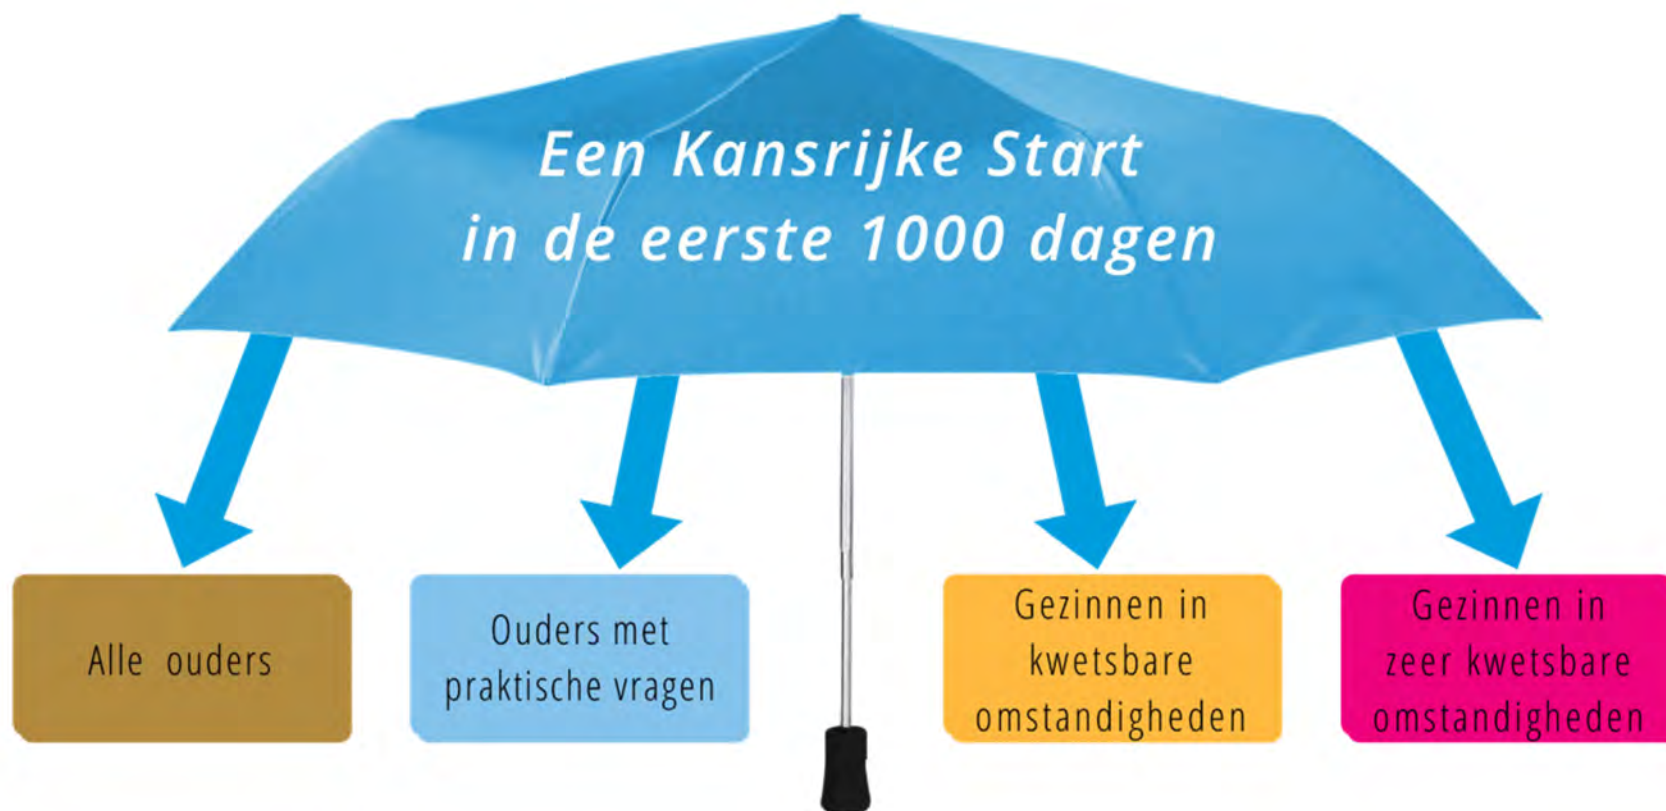 Een Kansrijke Start
in de eerste 1000 dagen
Alle ouders
Ouders met
praktische vragen
Gezinnen in
kwetsbare
omstandigheden
Gezinnen in
zeer kwetsbare
omstandigheden